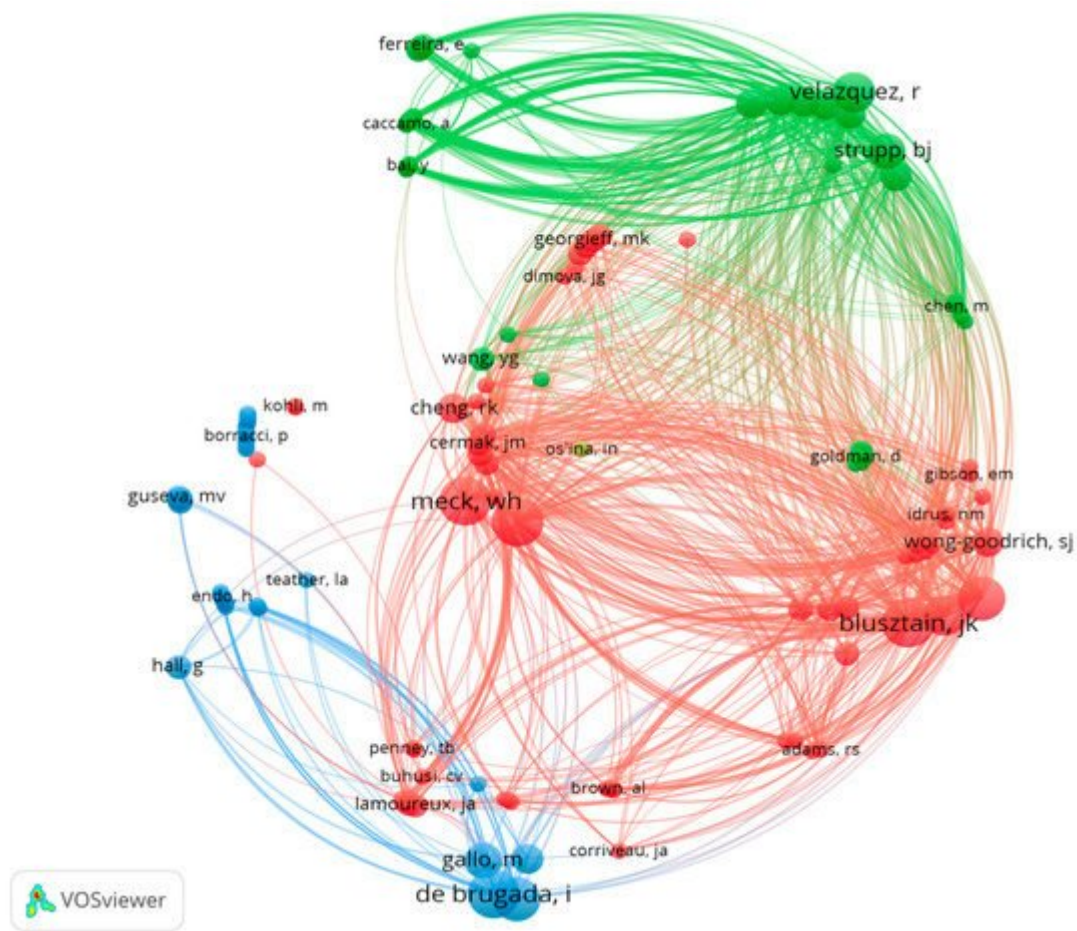 ferreira, e
velazquez, r
caccamo, a
strupp, bj
bai, y
georgieff, mk
dimova, jg
chen, m
wang, yg
kohli, m
cheng, rk
borracci, p
cermak, jm
os'ina, in
goldman, d
gibson, em
guseva, mv
meck, wh
idrus, nm
wong-goodrich, sj
teather, la
endo, h
blusztain, jk
hall, g
penney, tb
adams, rs
buhusi, cv
brown, al
lamoureux, ja
corriveau, ja
gallo, m
de brugada, i
VOSviewer